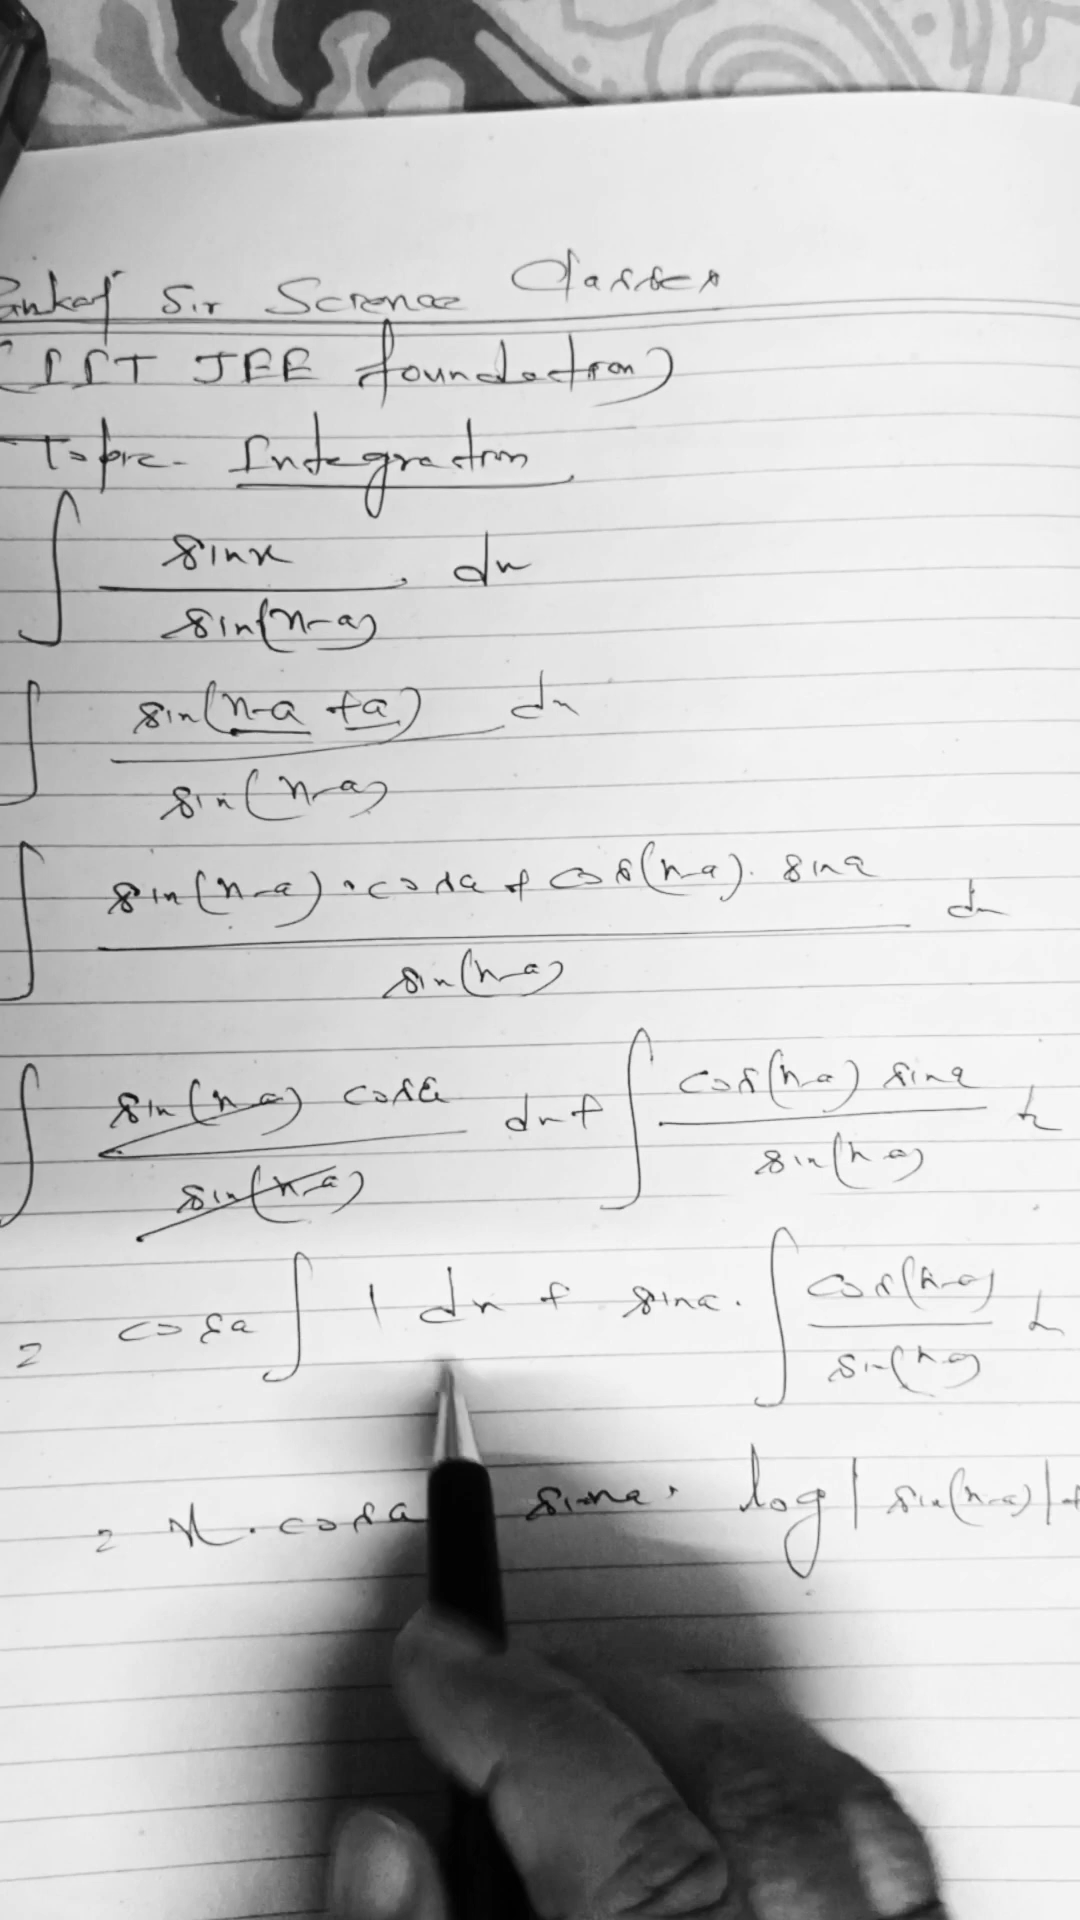 Pankaj Sir Science Classes
(IIT JEE foundation)
Topic - Integration
∫ sinx / sin(x-a) dx
∫ sin(x-a +a) / sin(x-a) dx
∫ sin(x-a) . cosa + cos(x-a) . sina / sin(x-a) dx
∫ sin(x-a) cosa / sin(x-a) dx + ∫ cos(x-a) sina / sin(x-a) dx
= cosa ∫ 1 dx + sina . ∫ cos(x-a) / sin(x-a) dx
= x . cosa sina . log | sin(x-a) | +